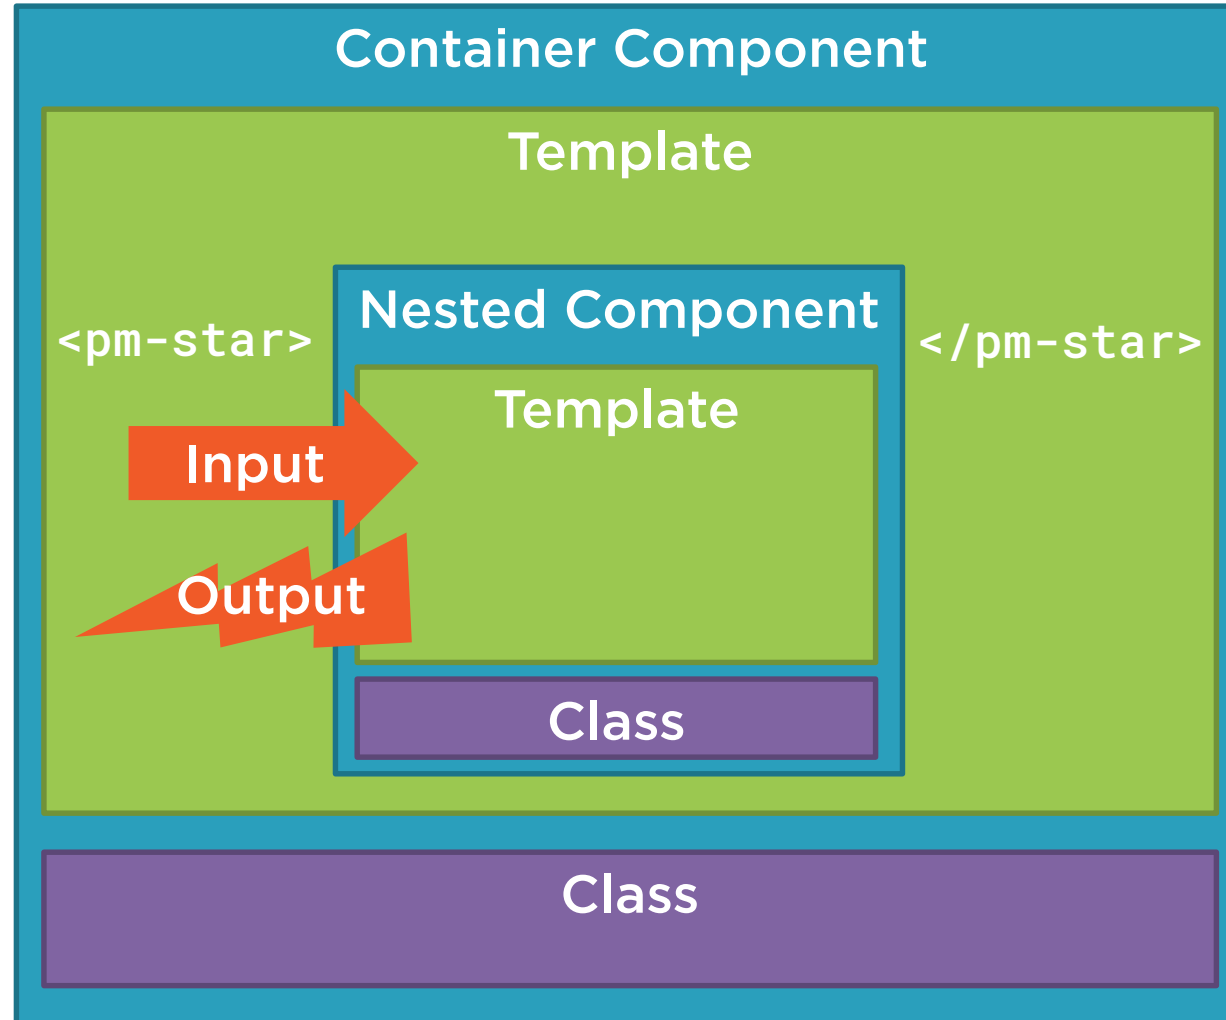 Container Component
Template
Nested Component
<pm-star>
</pm-star>
Template
Input
Output
Class
Class